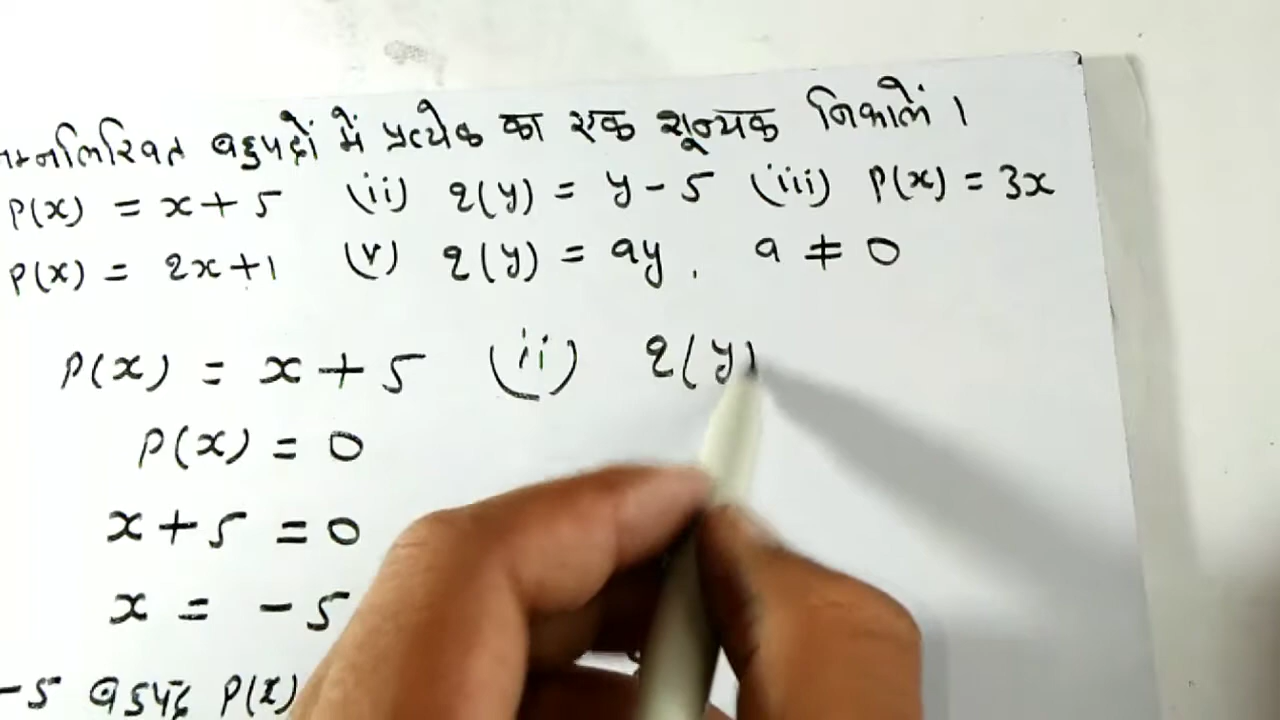 बहुपदों में प्रत्येक का एक शून्यक निकालें ।
P(x) = x + 5 (ii) q(y) = y - 5 (iii) P(x) = 3x
P(x) = 2x+1 (v) q(y) = ay, a ≠ 0
P(x) = x + 5 (ii) q(y)
P(x) = 0
x + 5 = 0
x = -5
-5 बहुपद P(x)